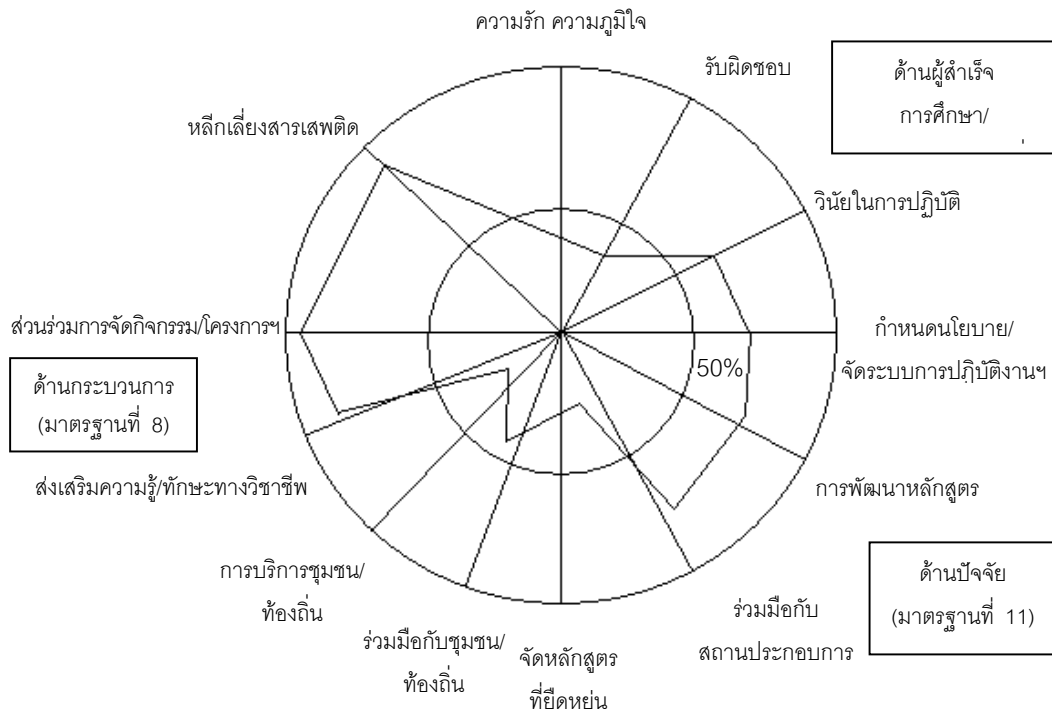 ความรัก ความภูมิใจ
รับผิดชอบ
ด้านผู้สำเร็จ
การศึกษา/
หลีกเลี่ยงสารเสพติด
วินัยในการปฏิบัติ
ส่วนร่วมการจัดกิจกรรม/โครงการฯ
กำหนดนโยบาย/
จัดระบบการปฏิบัติงานฯ
50%
ด้านกระบวนการ
(มาตรฐานที่ 8)
ส่งเสริมความรู้/ทักษะทางวิชาชีพ
การพัฒนาหลักสูตร
การบริการชุมชน/
ท้องถิ่น
ด้านปัจจัย
(มาตรฐานที่ 11)
ร่วมมือกับ
สถานประกอบการ
ร่วมมือกับชุมชน/
ท้องถิ่น
จัดหลักสูตร
ที่ยืดหยุ่น